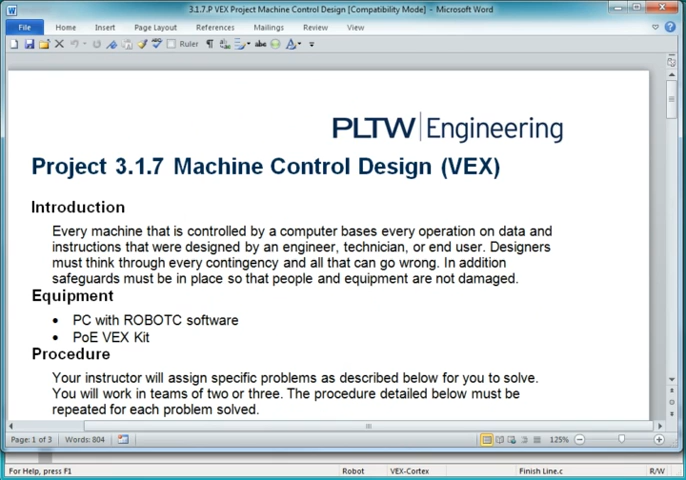 3.1.7.P VEX Project Machine Control Design [Compatibility Mode] - Microsoft Word
File Home Insert Page Layout References Mailings Review View
Ruler
PLTW Engineering
Project 3.1.7 Machine Control Design (VEX)
Introduction
Every machine that is controlled by a computer bases every operation on data and
instructions that were designed by an engineer, technician, or end user. Designers
must think through every contingency and all that can go wrong. In addition
safeguards must be in place so that people and equipment are not damaged.
Equipment
• PC with ROBOTC software
• PoE VEX Kit
Procedure
Your instructor will assign specific problems as described below for you to solve.
You will work in teams of two or three. The procedure detailed below must be
repeated for each problem solved.
Page: 1 of 3 Words: 804 125%
For Help, press F1 Robot VEX-Cortex Finish Line.c R/W